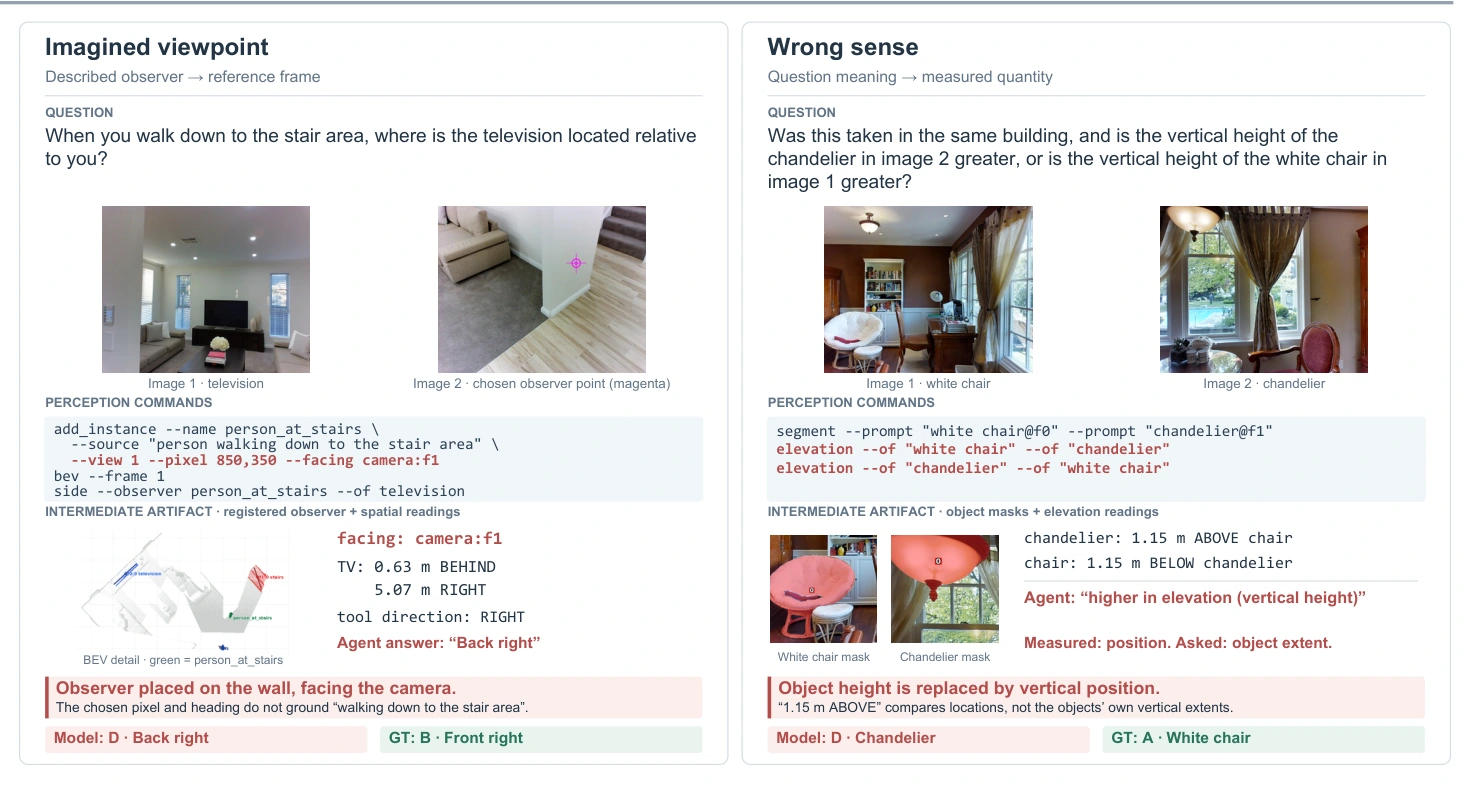 Imagined viewpoint
Described observer → reference frame
QUESTION
When you walk down to the stair area, where is the television located relative
to you?
Image 1 · television
Image 2 · chosen observer point (magenta)
PERCEPTION COMMANDS
add_instance --name person_at_stairs \
--source "person walking down to the stair area" \
--view 1 --pixel 850,350 --facing camera:f1
bev --frame 1
side --observer person_at_stairs --of television
INTERMEDIATE ARTIFACT · registered observer + spatial readings
television
stairs
person_at_stairs
BEV detail · green = person_at_stairs
facing: camera:f1
TV: 0.63 m BEHIND
5.07 m RIGHT
tool direction: RIGHT
Agent answer: “Back right”
Observer placed on the wall, facing the camera.
The chosen pixel and heading do not ground “walking down to the stair area”.
Model: D · Back right
GT: B · Front right
Wrong sense
Question meaning → measured quantity
QUESTION
Was this taken in the same building, and is the vertical height of the
chandelier in image 2 greater, or is the vertical height of the white chair in
image 1 greater?
Image 1 · white chair
Image 2 · chandelier
PERCEPTION COMMANDS
segment --prompt "white chair@f0" --prompt "chandelier@f1"
elevation --of "white chair" --of "chandelier"
elevation --of "chandelier" --of "white chair"
INTERMEDIATE ARTIFACT · object masks + elevation readings
0
0
White chair mask
Chandelier mask
chandelier: 1.15 m ABOVE chair
chair: 1.15 m BELOW chandelier
Agent: “higher in elevation (vertical height)”
Measured: position. Asked: object extent.
Object height is replaced by vertical position.
“1.15 m ABOVE” compares locations, not the objects’ own vertical extents.
Model: D · Chandelier
GT: A · White chair